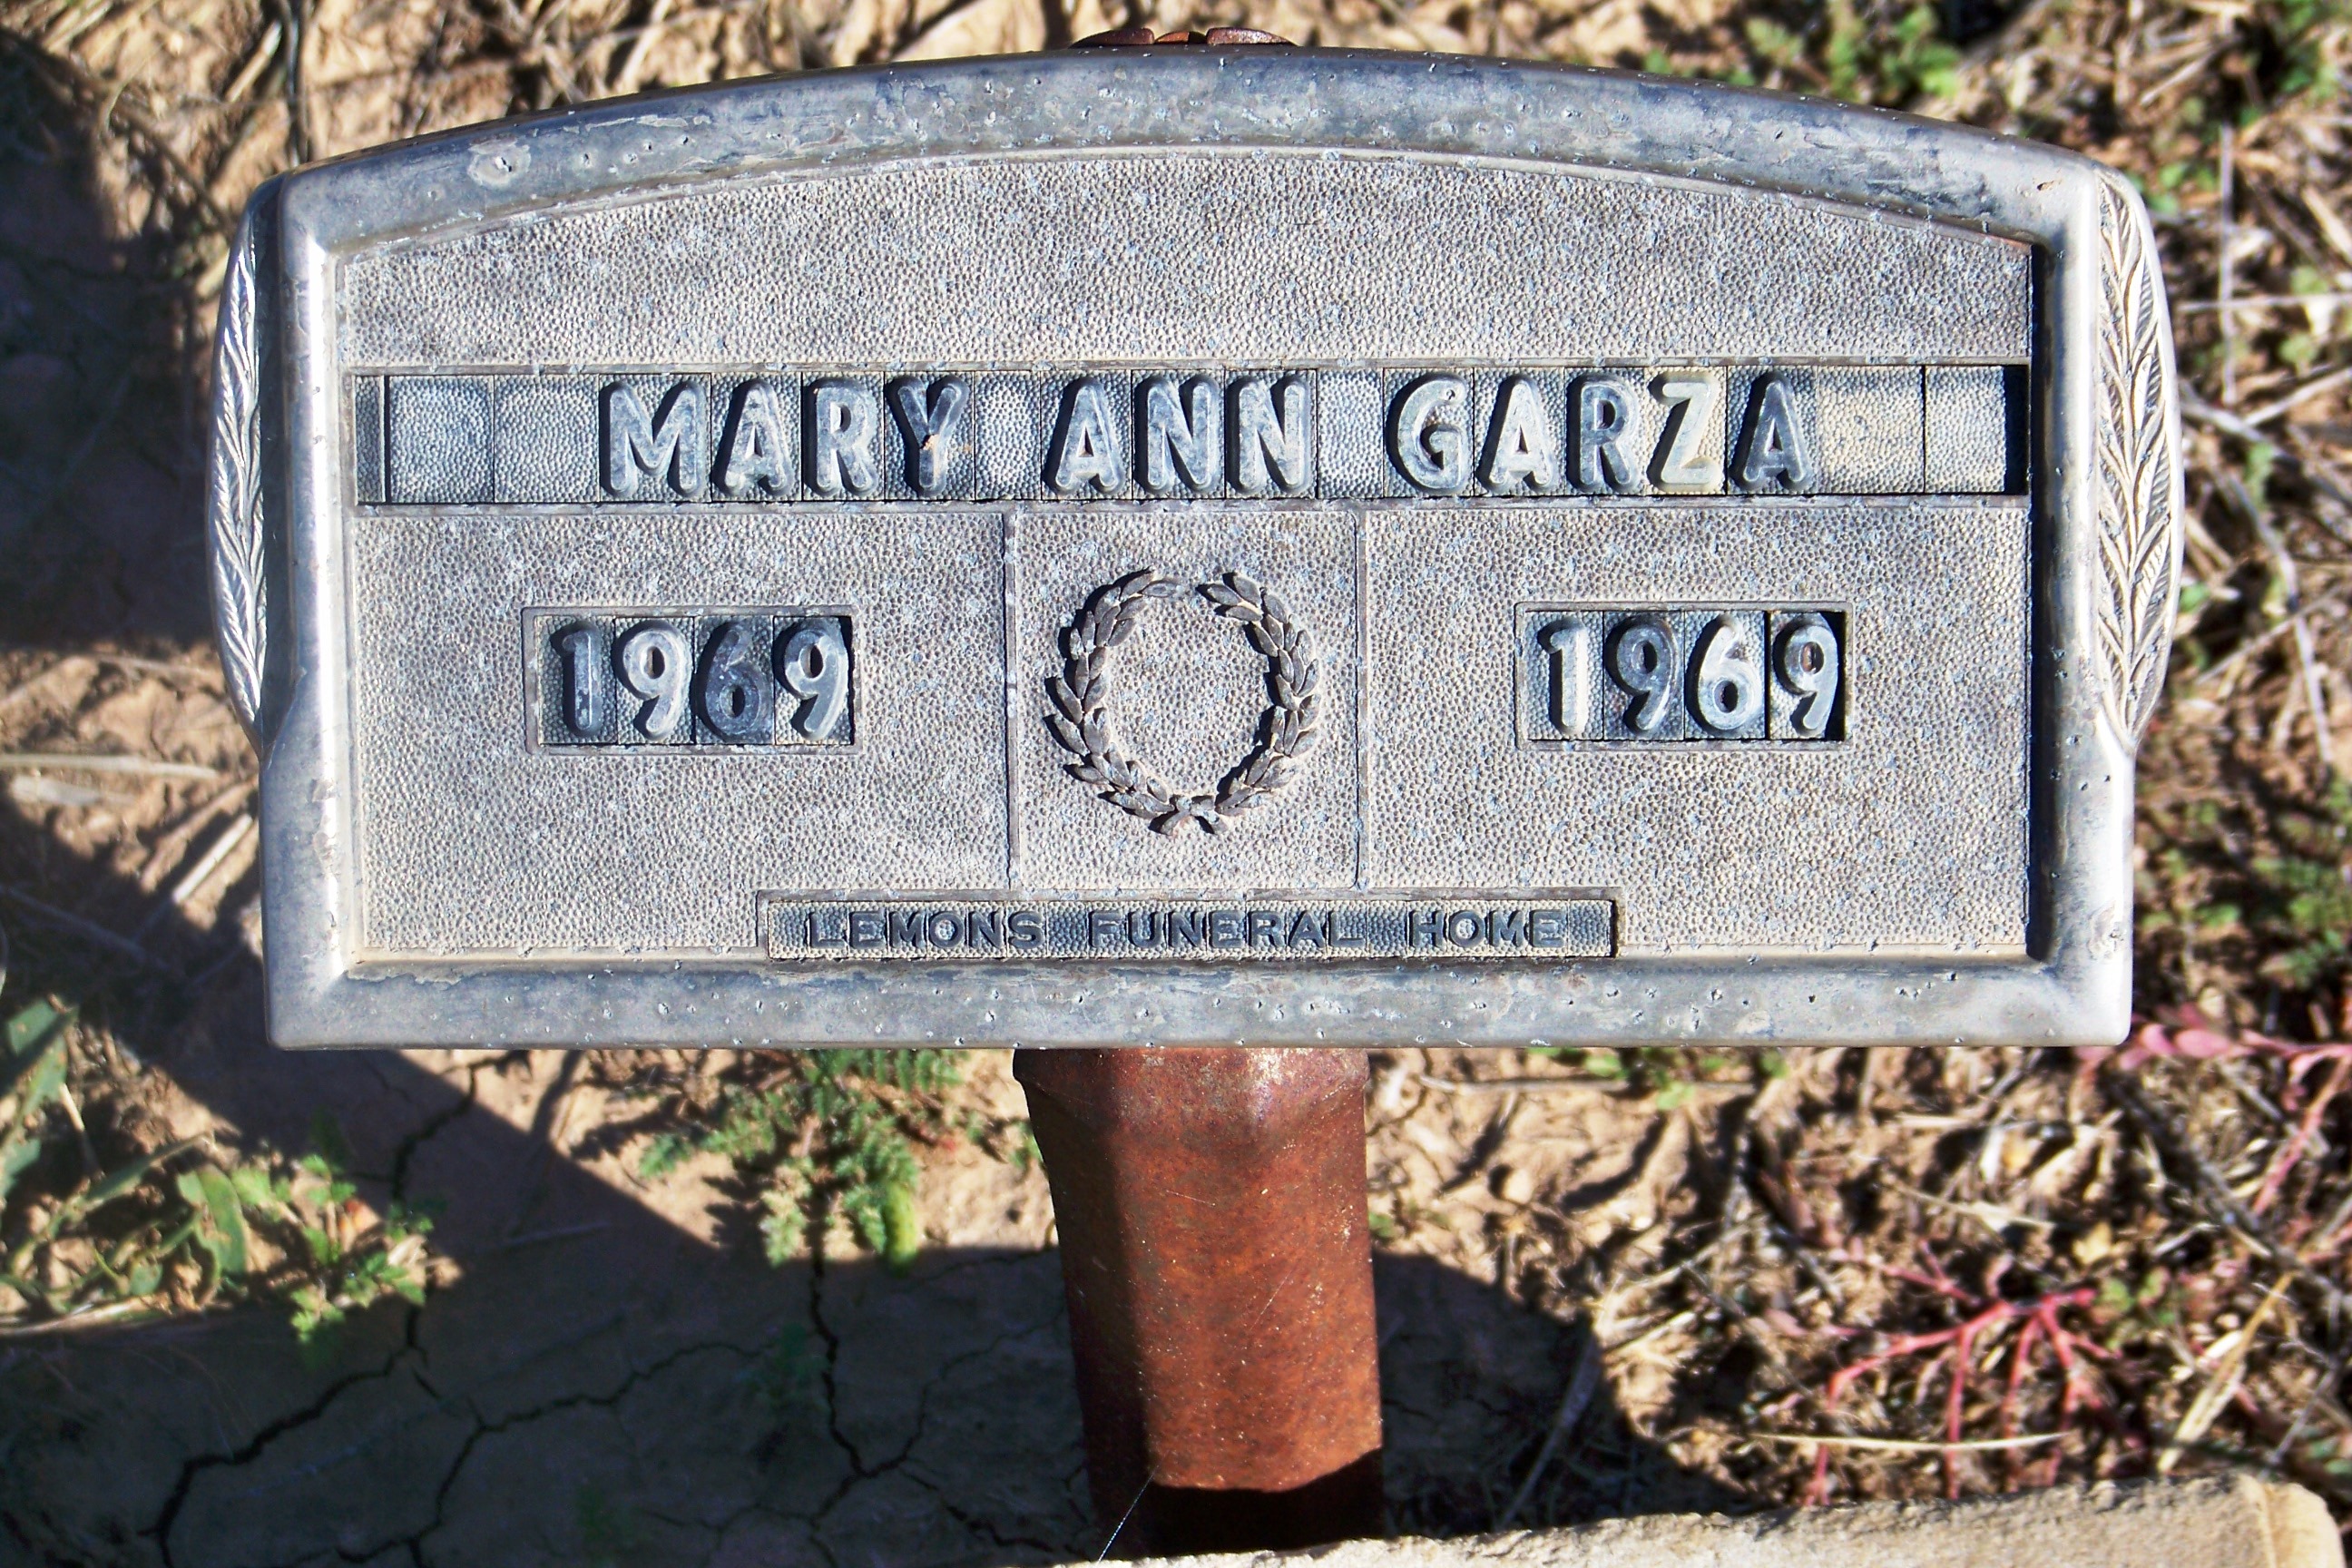 MARY ANN GARZA
1969 1969
LEMONS FUNERAL HOME